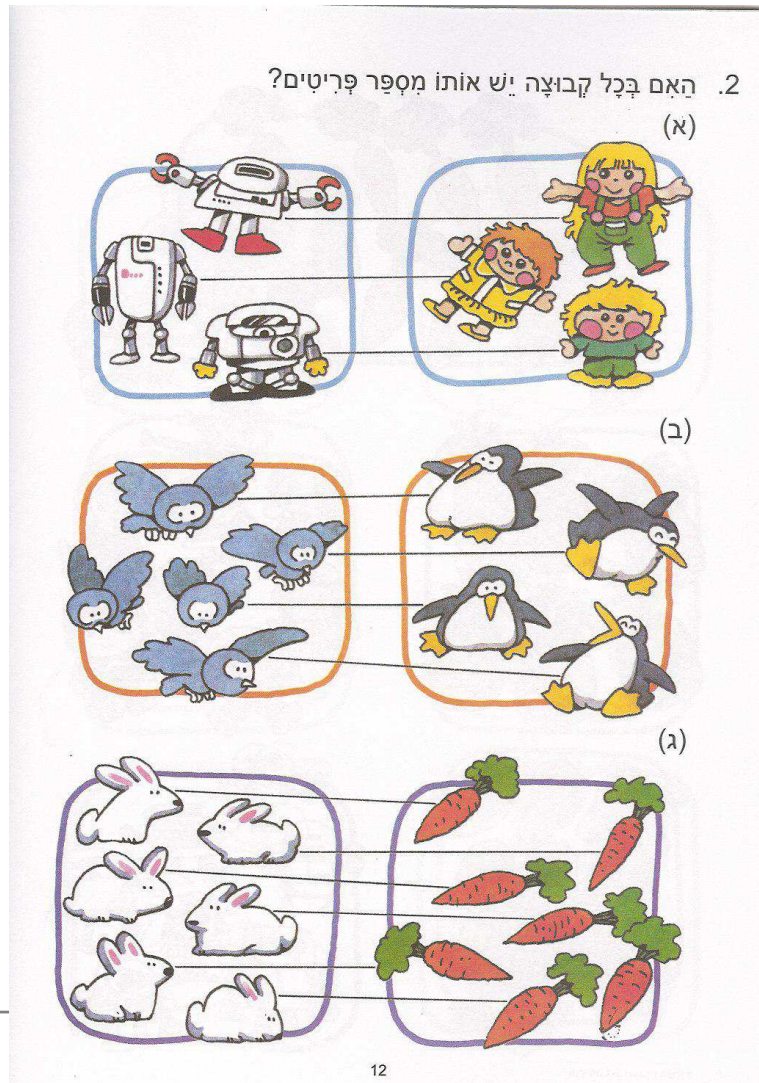 2. הַאִם בְּכָל קְבוּצָה יֵשׁ אוֹתוֹ מִסְפַּר פְּרִיטִים?
(א)
(ב)
(ג)
12